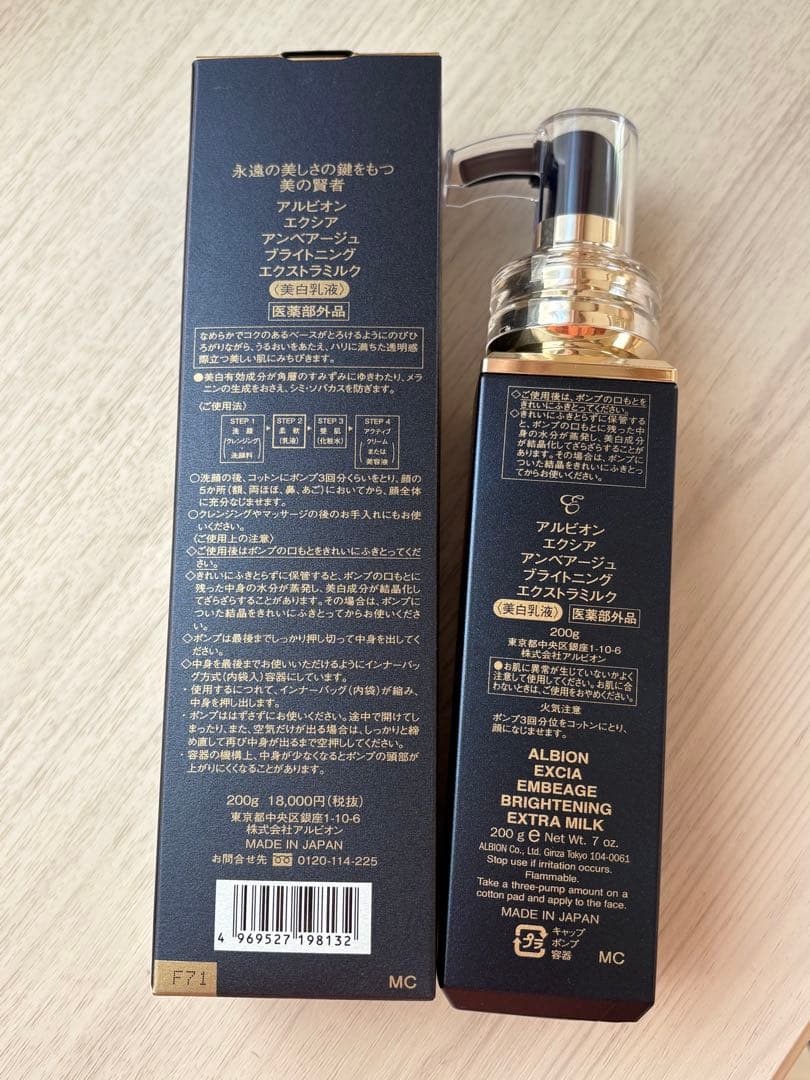 永遠の美しさの鍵をもつ
美の賢者
アルビオン
エクシア
アンベアージュ
ブライトニング
エクストラミルク
〈美白乳液〉
医薬部外品
なめらかでコクのあるベースがとろけるようにのびひ
ろがりながら、うるおいをあたえ、ハリに満ちた透明感
際立つ美しい肌にみちびきます。
●美白有効成分が角層のすみずみにゆきわたり、メラ
ニンの生成をおさえ、シミ・ソバカスを防ぎます。
〈ご使用法〉
STEP 1
洗顔
クレンジング
・
洗顔料
STEP 2
柔軟
(乳液)
STEP 3
整肌
(化粧水)
STEP 4
アクティブ
クリーム
または
美容液
○洗顔の後、コットンにポンプ3回分くらいをとり、顔の
5か所(額、両ほほ、鼻、あご)においてから、顔全体
に充分なじませます。
○クレンジングやマッサージの後のお手入れにもお使
いください。
〈ご使用上の注意〉
◇ご使用後はポンプの口もとをきれいにふきとってくだ
さい。
◇きれいにふきとらずに保管すると、ポンプの口もとに
残った中身の水分が蒸発し、美白成分が結晶化し
てざらざらすることがあります。その場合は、ポンプに
ついた結晶をきれいにふきとってからお使いください。
◇ポンプは最後までしっかり押し切って中身を出してく
ださい。
◇中身を最後までお使いいただけるようにインナーバッ
グ方式(内袋入)容器にしています。
・使用するにつれて、インナーバッグ(内袋)が縮み、
中身を押し出します。
・ポンプははずさずにお使いください。途中で開けてし
まったり、また、空気だけが出る場合は、しっかりと締
め直して再び中身が出るまで空押ししてください。
・容器の機構上、中身が少なくなるとポンプの頭部が
上がりにくくなることがあります。
200g 18,000円(税抜)
東京都中央区銀座1-10-6
株式会社アルビオン
MADE IN JAPAN
お問合せ先 0120-114-225
4 969527 198132
F71
MC
◇ご使用後は、ポンプの口もとを
きれいにふきとってください。
◇きれいにふきとらずに保管する
と、ポンプの口もとに残った中
身の水分が蒸発し、美白成分
が結晶化してざらざらすることが
あります。その場合は、ポンプに
ついた結晶をきれいにふきとっ
てからお使いください。
アルビオン
エクシア
アンベアージュ
ブライトニング
エクストラミルク
〈美白乳液〉 医薬部外品
200g
東京都中央区銀座1-10-6
株式会社アルビオン
●お肌に異常が生じていないかよく
注意して使用してください。お肌に合
わないときは、ご使用をおやめください。
火気注意
ポンプ3回分位をコットンにとり、
顔になじませます。
ALBION
EXCIA
EMBEAGE
BRIGHTENING
EXTRA MILK
200 g ℮ Net Wt. 7 oz.
ALBION Co., Ltd. Ginza Tokyo 104-0061
Stop use if irritation occurs.
Flammable.
Take a three-pump amount on a
cotton pad and apply to the face.
MADE IN JAPAN
プラ
キャップ
ポンプ
容器
MC